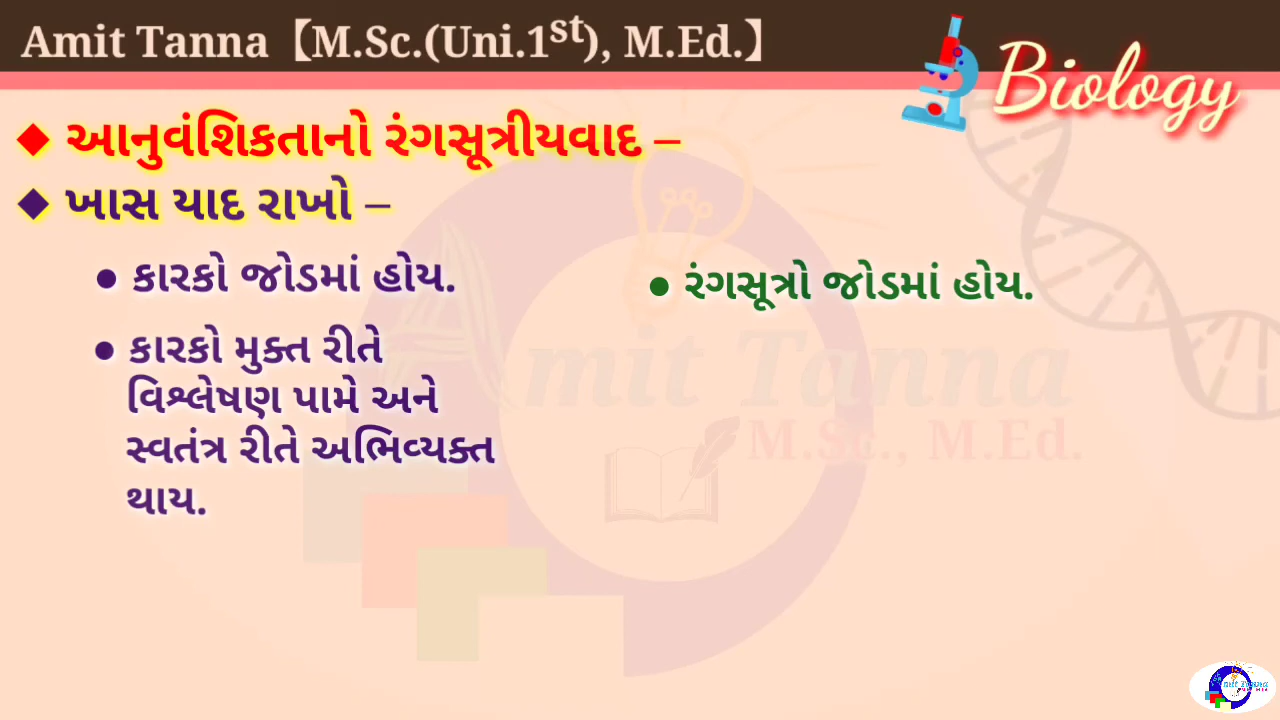 Amit Tanna【M.Sc.(Uni.1st), M.Ed.】
Biology
◆ આનુવંશિકતાનો રંગસૂત્રીયવાદ –
◆ ખાસ યાદ રાખો –
● કારકો જોડમાં હોય.
● રંગસૂત્રો જોડમાં હોય.
● કારકો મુક્ત રીતે
વિશ્લેષણ પામે અને
સ્વતંત્ર રીતે અભિવ્યક્ત
થાય.
Amit Tanna
M.Sc., M.Ed.